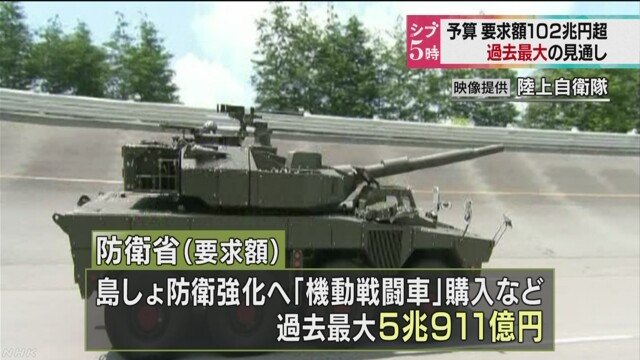 シブ5時
予算 要求額102兆円超
過去最大の見通し
映像提供 陸上自衛隊
防衛省(要求額)
島しょ防衛強化へ「機動戦闘車」購入など
過去最大5兆911億円